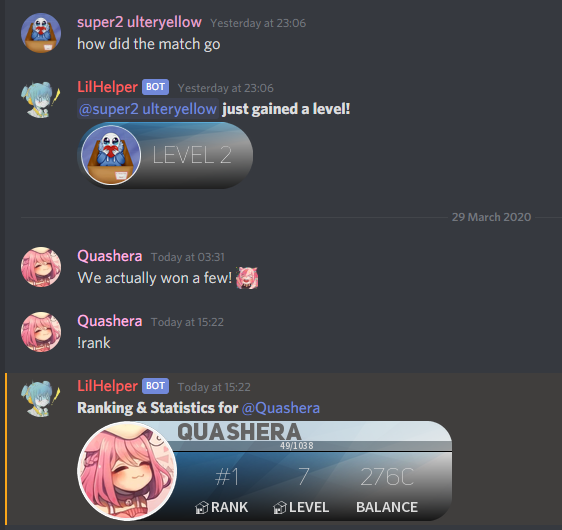 super2 ulteryellow Yesterday at 23:06
how did the match go
LilHelper BOT Yesterday at 23:06
@super2 ulteryellow just gained a level!
LEVEL 2
29 March 2020
Quashera Today at 03:31
We actually won a few!
Quashera Today at 15:22
!rank
LilHelper BOT Today at 15:22
Ranking & Statistics for @Quashera
QUASHERA
49/1038
#1 7 276C
RANK LEVEL BALANCE